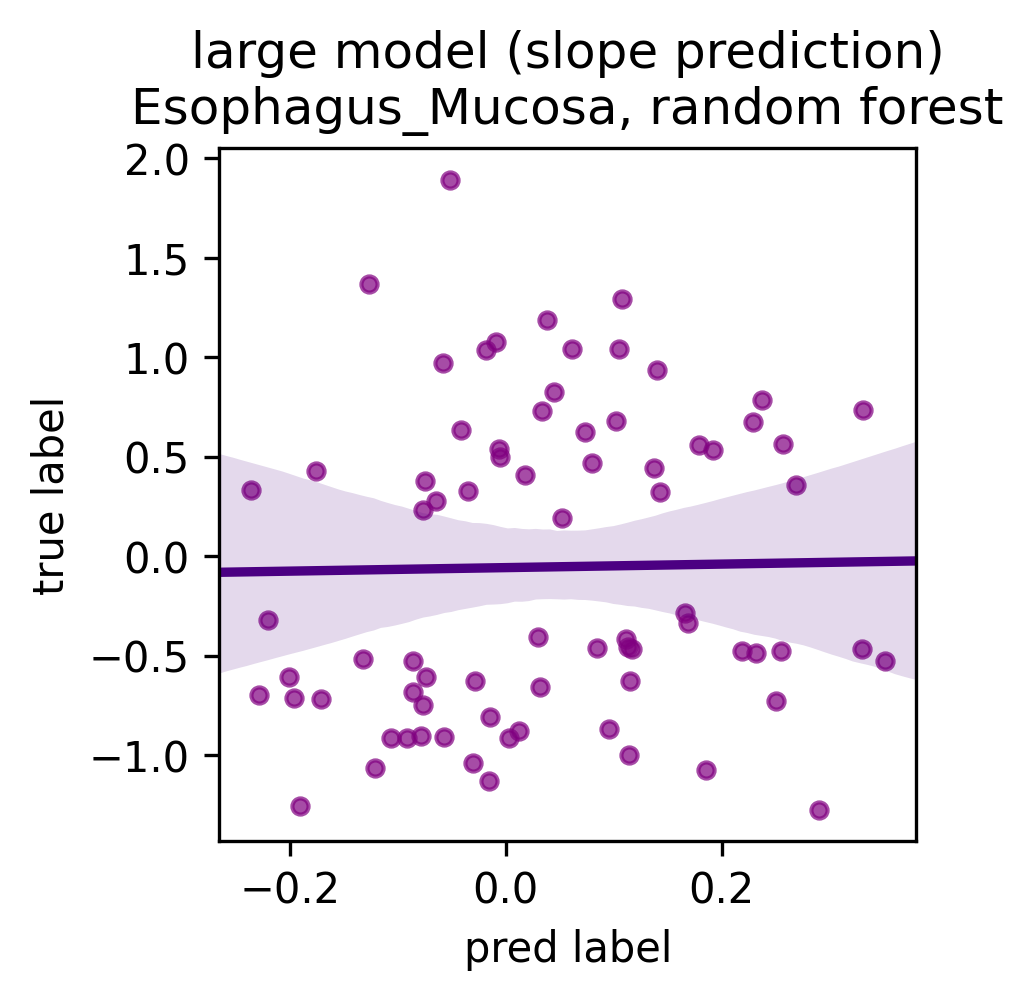 large model (slope prediction)
Esophagus_Mucosa, random forest
2.0
1.5
1.0
0.5
0.0
−0.5
−1.0
true label
−0.2
0.0
0.2
pred label